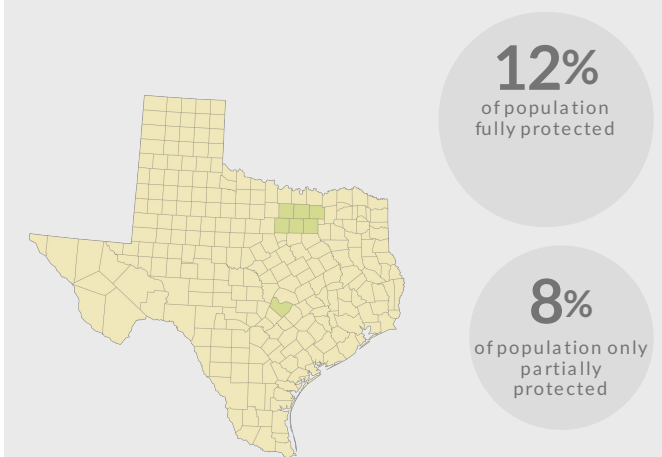 12%
of population
fully protected
8%
of population only
partially
protected